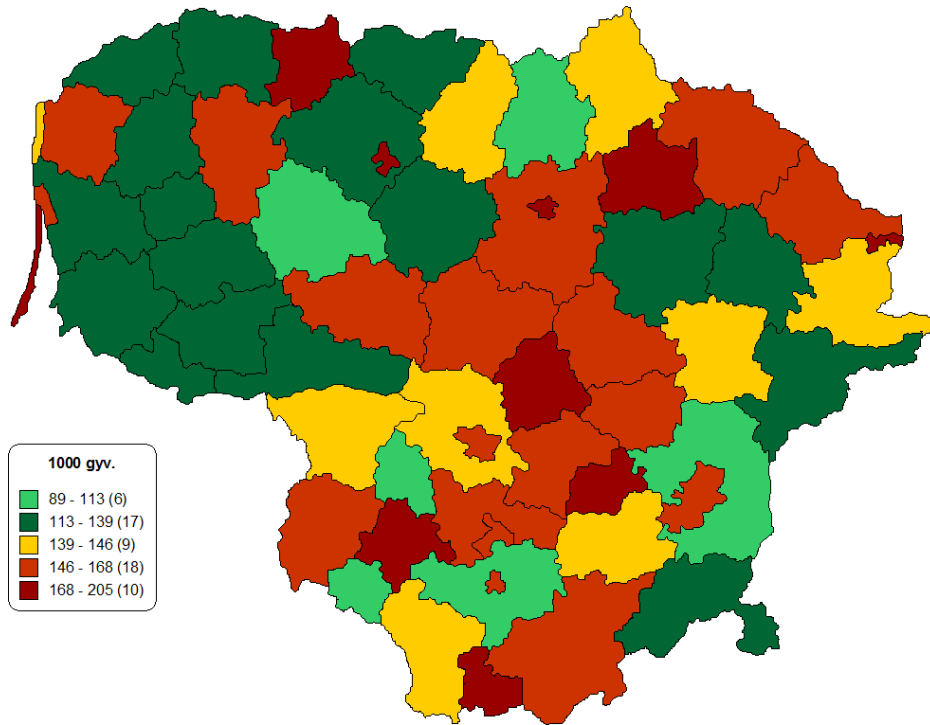 1000 gyv.
89 - 113 (6)
113 - 139 (17)
139 - 146 (9)
146 - 168 (18)
168 - 205 (10)